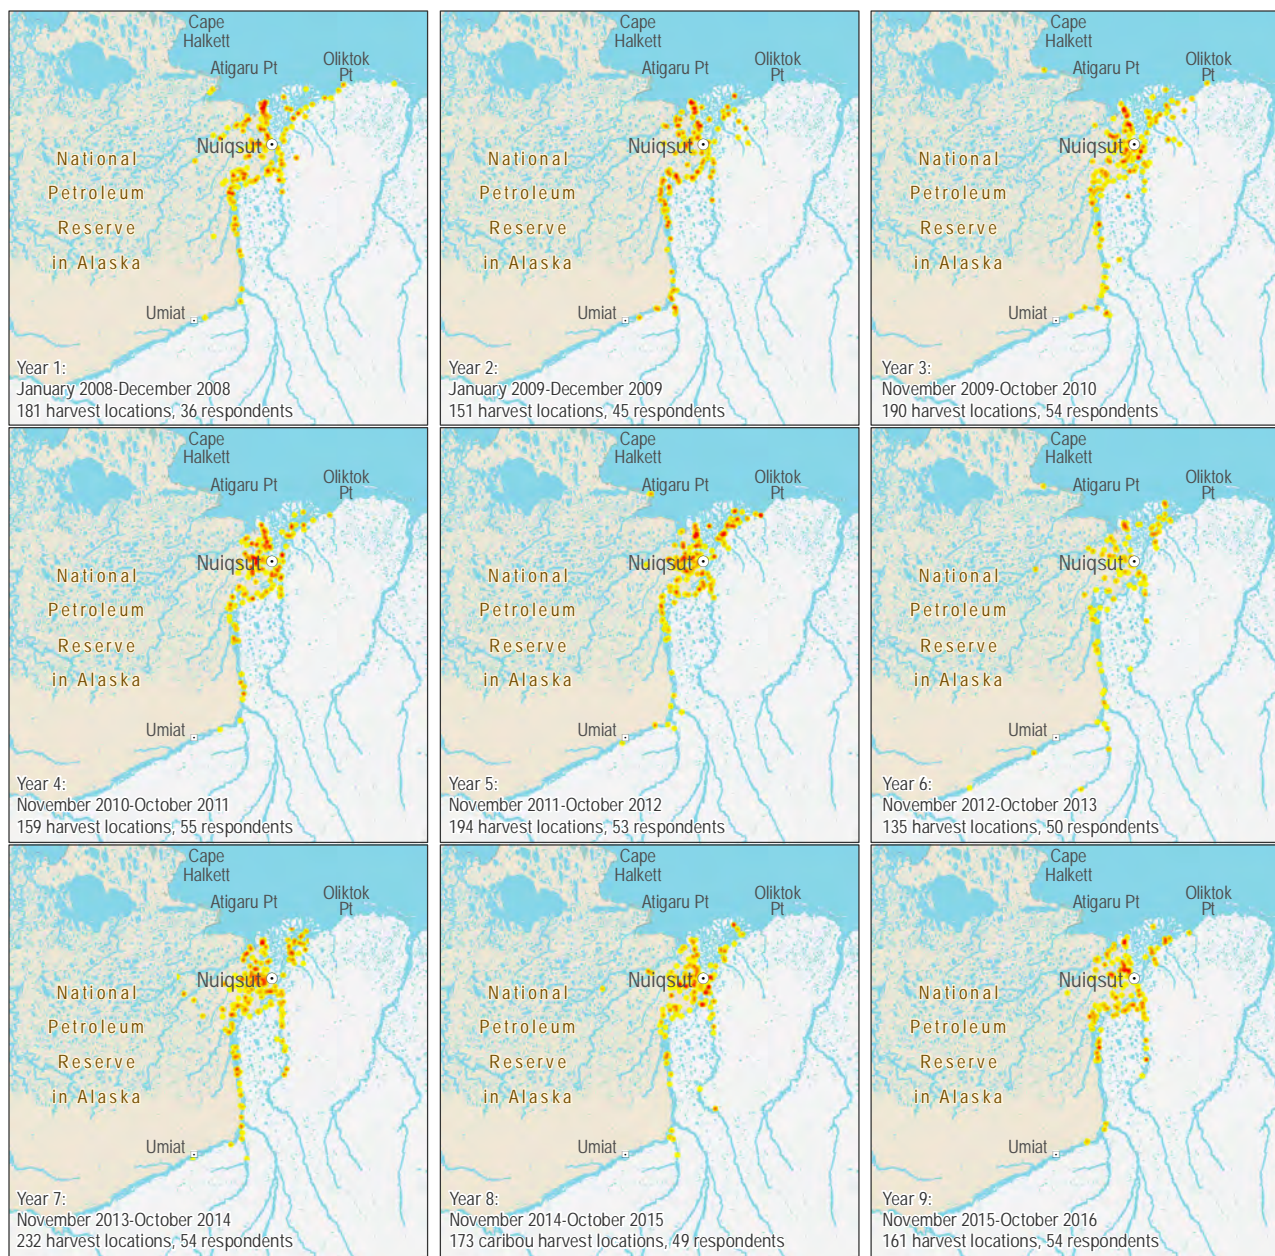 Cape
Halkett
Atigaru Pt
Oliktok
Pt
Nuiqsut
National
Petroleum
Reserve
in Alaska
Umiat
Year 1:
January 2008-December 2008
181 harvest locations, 36 respondents
Cape
Halkett
Atigaru Pt
Oliktok
Pt
Nuiqsut
National
Petroleum
Reserve
in Alaska
Umiat
Year 2:
January 2009-December 2009
151 harvest locations, 45 respondents
Cape
Halkett
Atigaru Pt
Oliktok
Pt
Nuiqsut
National
Petroleum
Reserve
in Alaska
Umiat
Year 3:
November 2009-October 2010
190 harvest locations, 54 respondents
Cape
Halkett
Atigaru Pt
Oliktok
Pt
Nuiqsut
National
Petroleum
Reserve
in Alaska
Umiat
Year 4:
November 2010-October 2011
159 harvest locations, 55 respondents
Cape
Halkett
Atigaru Pt
Oliktok
Pt
Nuiqsut
National
Petroleum
Reserve
in Alaska
Umiat
Year 5:
November 2011-October 2012
194 harvest locations, 53 respondents
Cape
Halkett
Atigaru Pt
Oliktok
Pt
Nuiqsut
National
Petroleum
Reserve
in Alaska
Umiat
Year 6:
November 2012-October 2013
135 harvest locations, 50 respondents
Cape
Halkett
Atigaru Pt
Oliktok
Pt
Nuiqsut
National
Petroleum
Reserve
in Alaska
Umiat
Year 7:
November 2013-October 2014
232 harvest locations, 54 respondents
Cape
Halkett
Atigaru Pt
Oliktok
Pt
Nuiqsut
National
Petroleum
Reserve
in Alaska
Umiat
Year 8:
November 2014-October 2015
173 caribou harvest locations, 49 respondents
Cape
Halkett
Atigaru Pt
Oliktok
Pt
Nuiqsut
National
Petroleum
Reserve
in Alaska
Umiat
Year 9:
November 2015-October 2016
161 harvest locations, 54 respondents